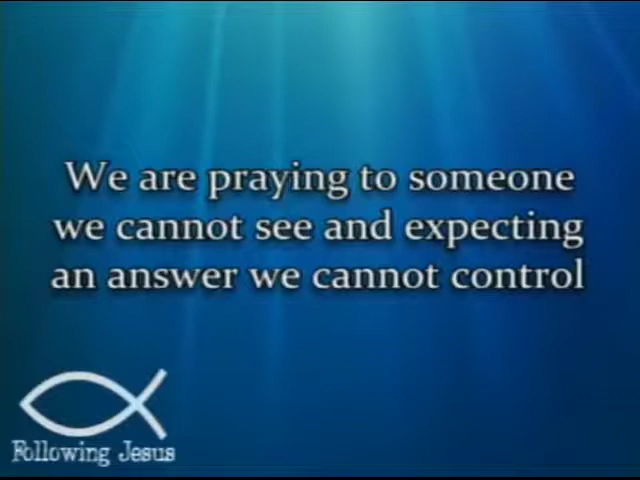 We are praying to someone
we cannot see and expecting
an answer we cannot control
Following Jesus